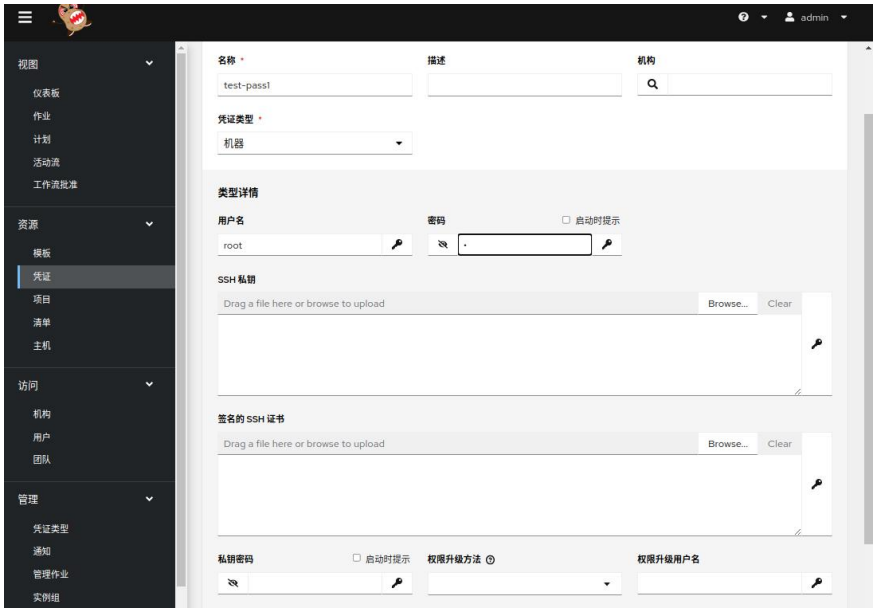 admin
视图
仪表板
作业
计划
活动流
工作流批准
资源
模板
凭证
项目
清单
主机
访问
机构
用户
团队
管理
凭证类型
通知
管理作业
实例组
名称 *
描述
机构
test-pass1
凭证类型 *
机器
类型详情
用户名
密码
启动时提示
root
SSH 私钥
Drag a file here or browse to upload
Browse...
Clear
签名的 SSH 证书
Drag a file here or browse to upload
Browse...
Clear
私钥密码
启动时提示
权限升级方法
权限升级用户名